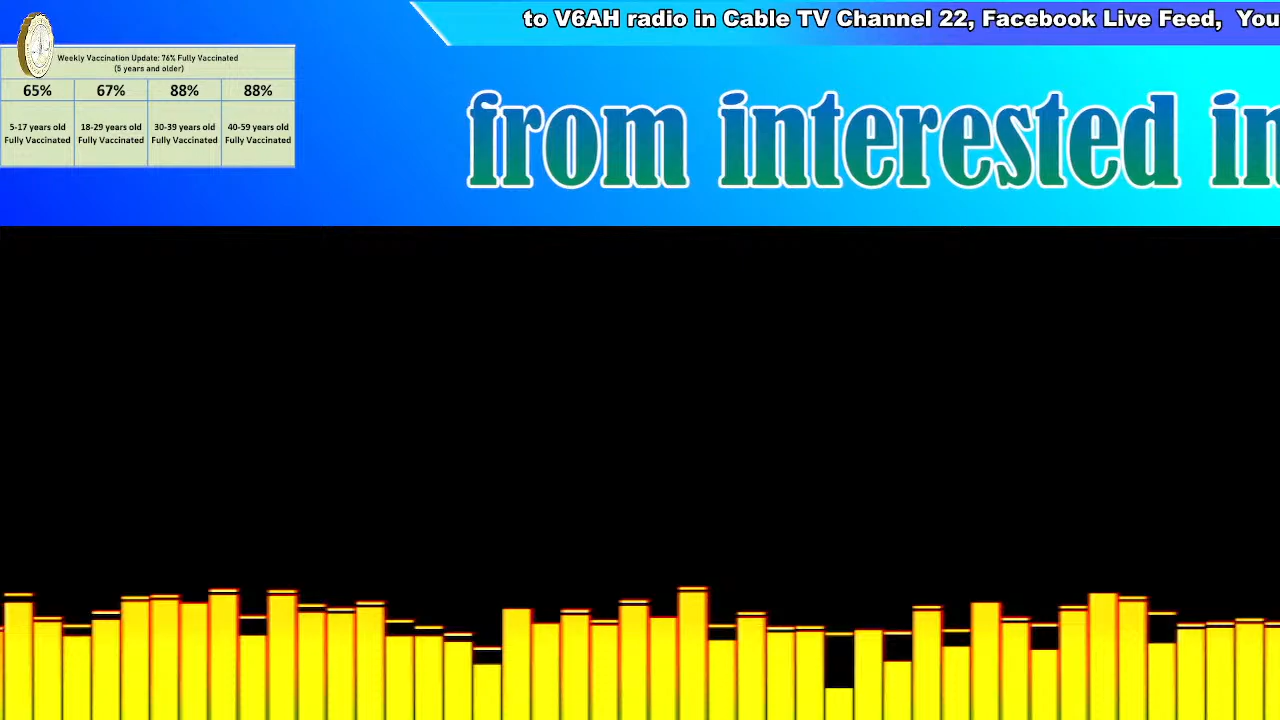 to V6AH radio in Cable TV Channel 22, Facebook Live Feed, You
Weekly Vaccination Update: 76% Fully Vaccinated
(5 years and older)
65% 67% 88% 88%
5-17 years old 18-29 years old 30-39 years old 40-59 years old
Fully Vaccinated Fully Vaccinated Fully Vaccinated Fully Vaccinated
from interested in